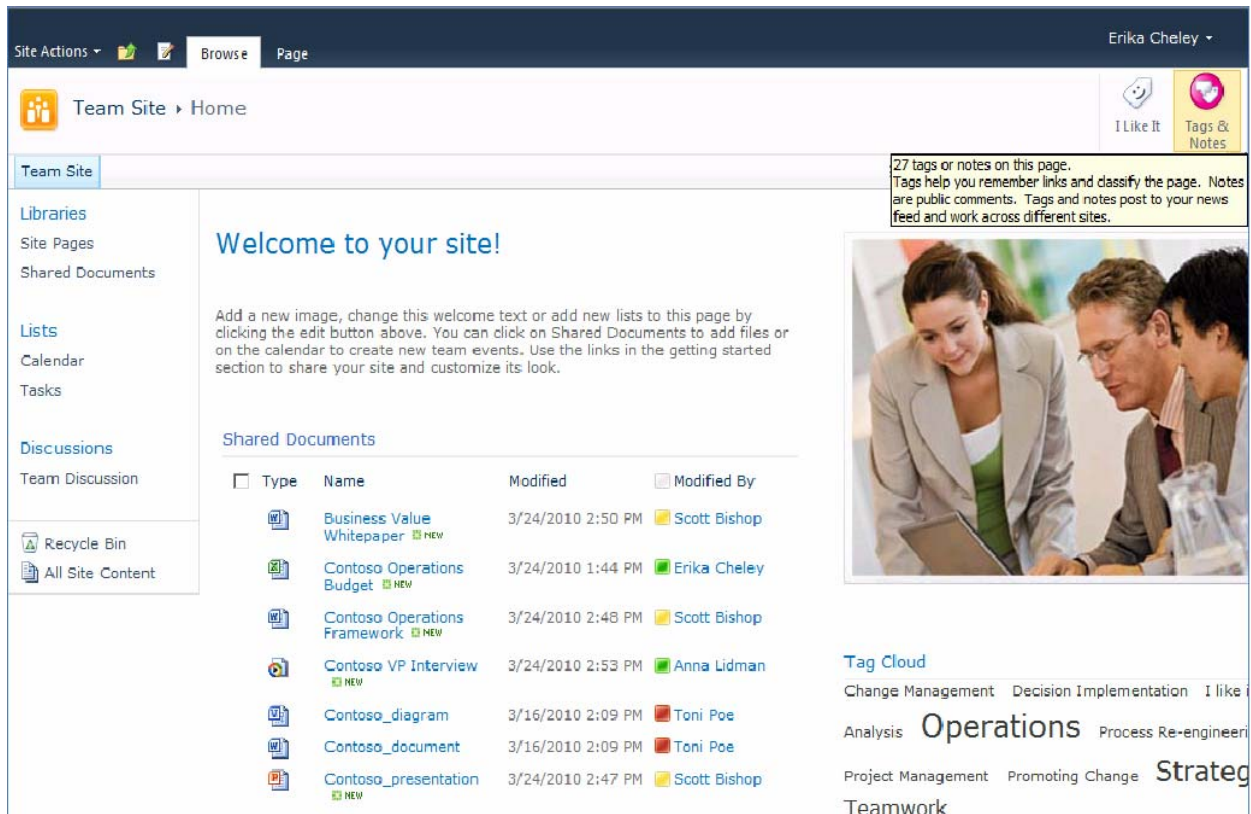 Erika Cheley
Site Actions
Browse Page
Team Site ▸ Home
I Like It
Tags &
Notes
Team Site
27 tags or notes on this page.
Tags help you remember links and classify the page. Notes
are public comments. Tags and notes post to your news
feed and work across different sites.
Libraries
Site Pages
Shared Documents
Lists
Calendar
Tasks
Discussions
Team Discussion
Recycle Bin
All Site Content
Welcome to your site!
Add a new image, change this welcome text or add new lists to this page by
clicking the edit button above. You can click on Shared Documents to add files or
on the calendar to create new team events. Use the links in the getting started
section to share your site and customize its look.
Shared Documents
Type Name Modified Modified By
Business Value 3/24/2010 2:50 PM Scott Bishop
Whitepaper NEW
Contoso Operations 3/24/2010 1:44 PM Erika Cheley
Budget NEW
Contoso Operations 3/24/2010 2:48 PM Scott Bishop
Framework NEW
Contoso VP Interview 3/24/2010 2:53 PM Anna Lidman
NEW
Contoso_diagram 3/16/2010 2:09 PM Toni Poe
Contoso_document 3/16/2010 2:09 PM Toni Poe
Contoso_presentation 3/24/2010 2:47 PM Scott Bishop
NEW
Tag Cloud
Change Management Decision Implementation I like
Analysis Operations Process
Project Management Promoting Change
Teamwork